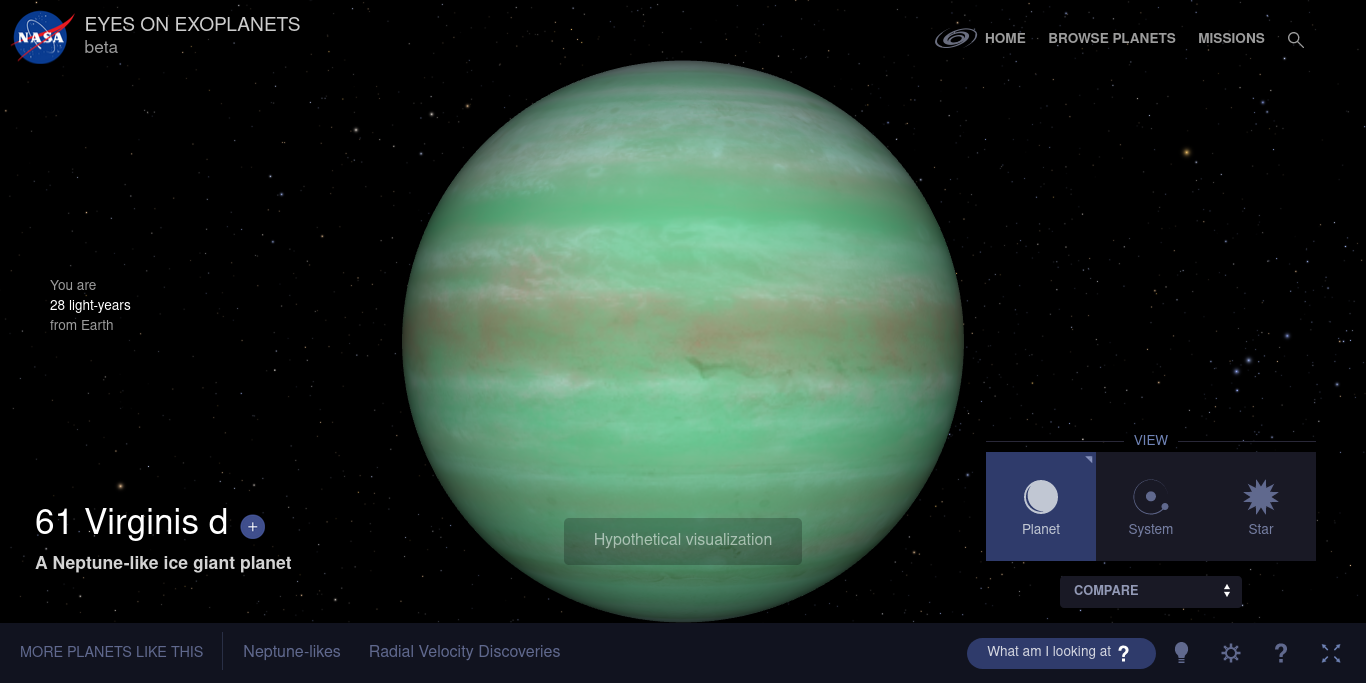 NASA
EYES ON EXOPLANETS
beta
HOME
BROWSE PLANETS
MISSIONS
You are
28 light-years
from Earth
61 Virginis d +
A Neptune-like ice giant planet
Hypothetical visualization
VIEW
Planet
System
Star
COMPARE
MORE PLANETS LIKE THIS
Neptune-likes
Radial Velocity Discoveries
What am I looking at ?
?